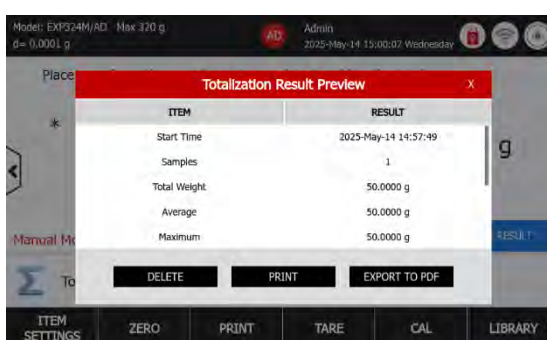 Model: EXP324M/AD Max 320 g
d= 0.0001 g
AD
Admin
2025-May-14 15:00:07 Wednesday
Place
Totalization Result Preview X
ITEM RESULT
Start Time 2025-May-14 14:57:49
Samples 1
Total Weight 50.0000 g
Average 50.0000 g
Maximum 50.0000 g
DELETE PRINT EXPORT TO PDF
*
g
<
Manual Mo
RESULT
Σ To
ITEM SETTINGS ZERO PRINT TARE CAL LIBRARY